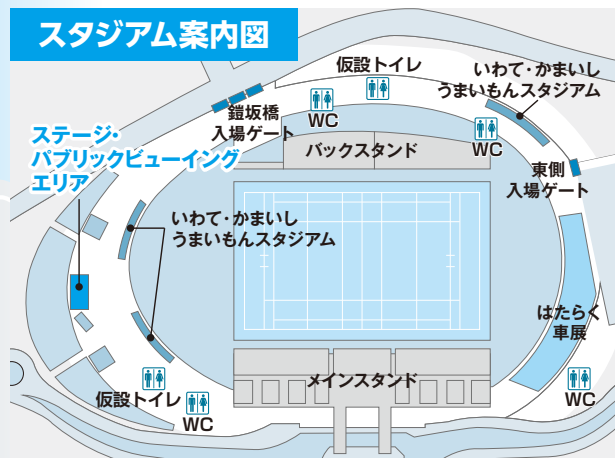 スタジアム案内図
仮設トイレ
いわて・かまいし
うまいもんスタジアム
鎧坂橋
入場ゲート
WC
WC
ステージ・
パブリックビューイング
エリア
バックスタンド
東側
入場ゲート
いわて・かまいし
うまいもんスタジアム
はたらく
車展
メインスタンド
仮設トイレ
WC
WC